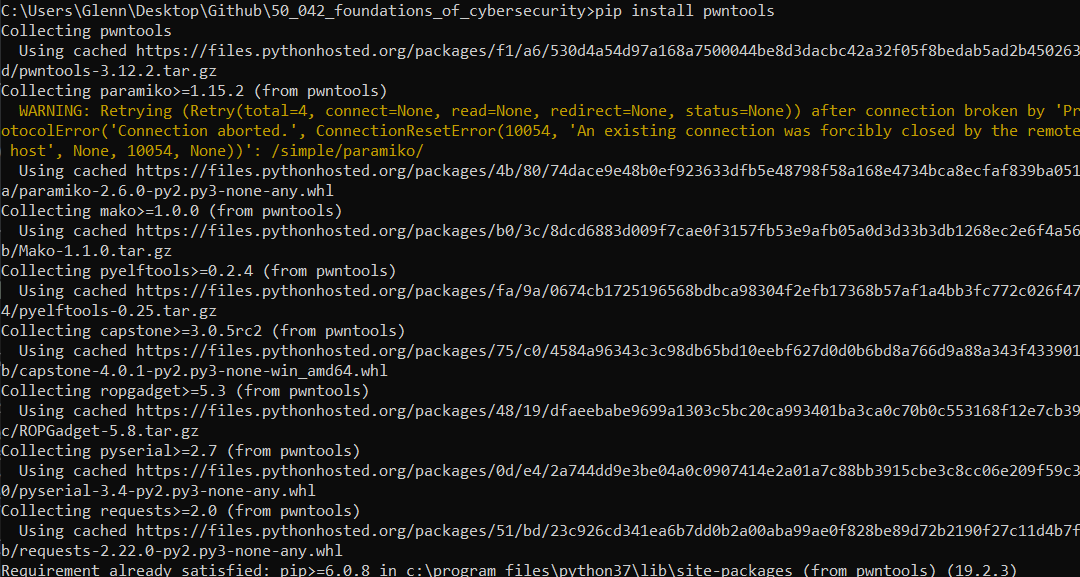 C:\Users\Glenn\Desktop\Github\50_042_foundations_of_cybersecurity>pip install pwntools
Collecting pwntools
  Using cached https://files.pythonhosted.org/packages/f1/a6/530d4a54d97a168a7500044be8d3dacbc42a32f05f8bedab5ad2b450263
d/pwntools-3.12.2.tar.gz
Collecting paramiko>=1.15.2 (from pwntools)
  WARNING: Retrying (Retry(total=4, connect=None, read=None, redirect=None, status=None)) after connection broken by 'Pr
otocolError('Connection aborted.', ConnectionResetError(10054, 'An existing connection was forcibly closed by the remote
 host', None, 10054, None))': /simple/paramiko/
  Using cached https://files.pythonhosted.org/packages/4b/80/74dace9e48b0ef923633dfb5e48798f58a168e4734bca8ecfaf839ba051
a/paramiko-2.6.0-py2.py3-none-any.whl
Collecting mako>=1.0.0 (from pwntools)
  Using cached https://files.pythonhosted.org/packages/b0/3c/8dcd6883d009f7cae0f3157fb53e9afb05a0d3d33b3db1268ec2e6f4a56
b/Mako-1.1.0.tar.gz
Collecting pyelftools>=0.2.4 (from pwntools)
  Using cached https://files.pythonhosted.org/packages/fa/9a/0674cb1725196568bdbca98304f2efb17368b57af1a4bb3fc772c026f47
4/pyelftools-0.25.tar.gz
Collecting capstone>=3.0.5rc2 (from pwntools)
  Using cached https://files.pythonhosted.org/packages/75/c0/4584a96343c3c98db65bd10eebf627d0d0b6bd8a766d9a88a343f433901
b/capstone-4.0.1-py2.py3-none-win_amd64.whl
Collecting ropgadget>=5.3 (from pwntools)
  Using cached https://files.pythonhosted.org/packages/48/19/dfaeebabe9699a1303c5bc20ca993401ba3ca0c70b0c553168f12e7cb39
c/ROPGadget-5.8.tar.gz
Collecting pyserial>=2.7 (from pwntools)
  Using cached https://files.pythonhosted.org/packages/0d/e4/2a744dd9e3be04a0c0907414e2a01a7c88bb3915cbe3c8cc06e209f59c3
0/pyserial-3.4-py2.py3-none-any.whl
Collecting requests>=2.0 (from pwntools)
  Using cached https://files.pythonhosted.org/packages/51/bd/23c926cd341ea6b7dd0b2a00aba99ae0f828be89d72b2190f27c11d4b7f
b/requests-2.22.0-py2.py3-none-any.whl
Requirement already satisfied: pip>=6.0.8 in c:\program files\python37\lib\site-packages (from pwntools) (19.2.3)